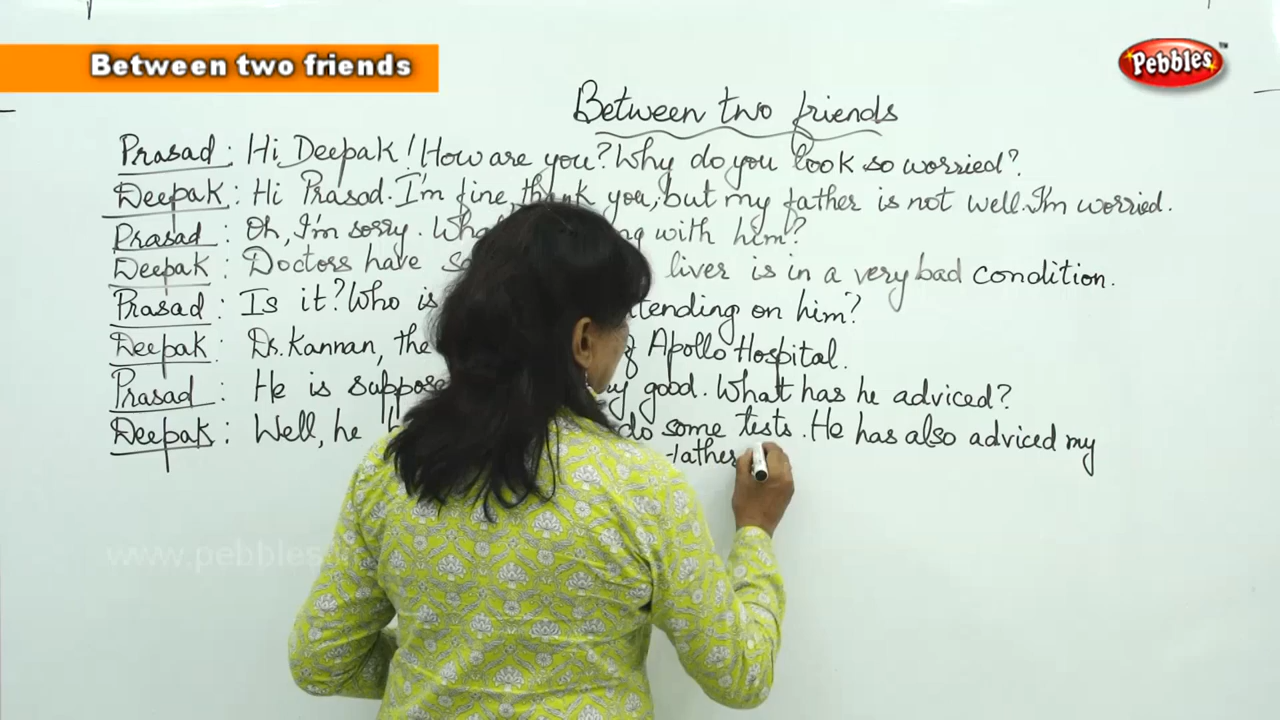 Between two friends
Pebbles™
Between two friends
Prasad : Hi Deepak! How are you? Why do you look so worried?
Deepak : Hi Prasad. I'm fine, thank you, but my father is not well. I'm worried.
Prasad : Oh, I'm sorry. with him?
Deepak : Doctors have liver is in a very bad condition.
Prasad : Is it? Who is on him?
Deepak : Dr. Kannan, the Apollo Hospital.
Prasad : He is good. What has he adviced?
Deepak : Well, he do some tests. He has also adviced my
father
www.pebbles